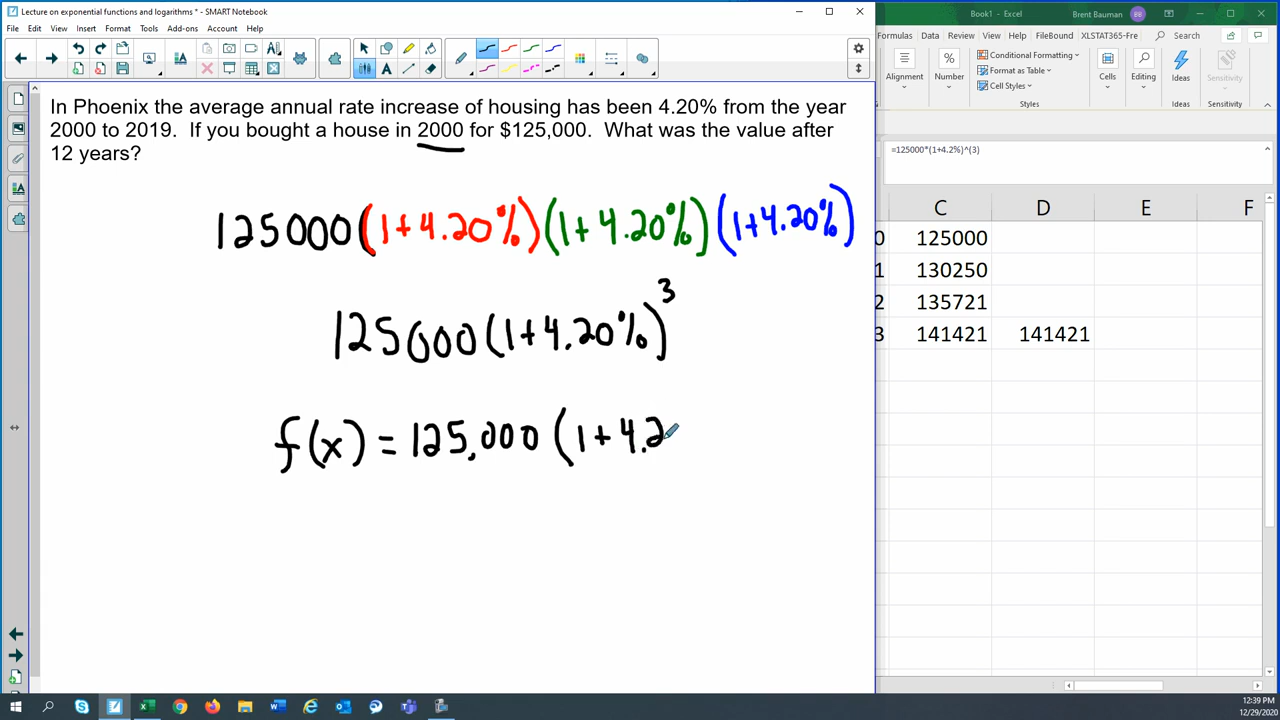 Lecture on exponential functions and logarithms * - SMART Notebook
File Edit View Insert Format Tools Add-ons Account Help
In Phoenix the average annual rate increase of housing has been 4.20% from the year
2000 to 2019. If you bought a house in 2000 for $125,000. What was the value after
12 years?
125000(1+4.20%)(1+4.20%)(1+4.20%)
125000(1+4.20%)^3
f(x) = 125,000 (1+4.2
Book1 - Excel
Brent Bauman BB
Formulas Data Review View Help FileBound XLSTAT-Fre Search
Alignment
Number
Conditional Formatting
Format as Table
Cell Styles
Styles
Cells
Editing
Ideas
Ideas
Sensitivity
Sensitivity
=125000*(1+4.2%)^(3)
C D E F
0 125000
1 130250
2 135721
3 141421 141421
12:39 PM
12/29/2020